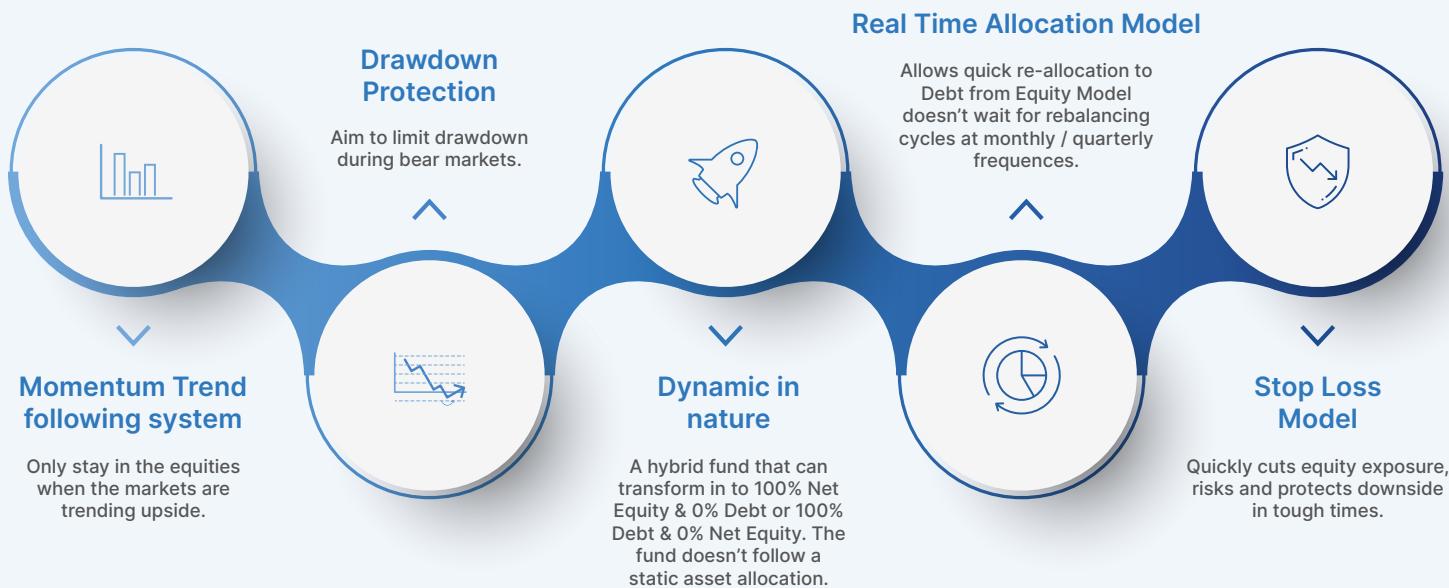 Momentum Trend
following system
Only stay in the equities
when the markets are
trending upside.
Drawdown
Protection
Aim to limit drawdown
during bear markets.
Dynamic in
nature
A hybrid fund that can
transform in to 100% Net
Equity & 0% Debt or 100%
Debt & 0% Net Equity. The
fund doesn’t follow a
static asset allocation.
Real Time Allocation Model
Allows quick re-allocation to
Debt from Equity Model
doesn’t wait for rebalancing
cycles at monthly / quarterly
frequences.
Stop Loss
Model
Quickly cuts equity exposure,
risks and protects downside
in tough times.